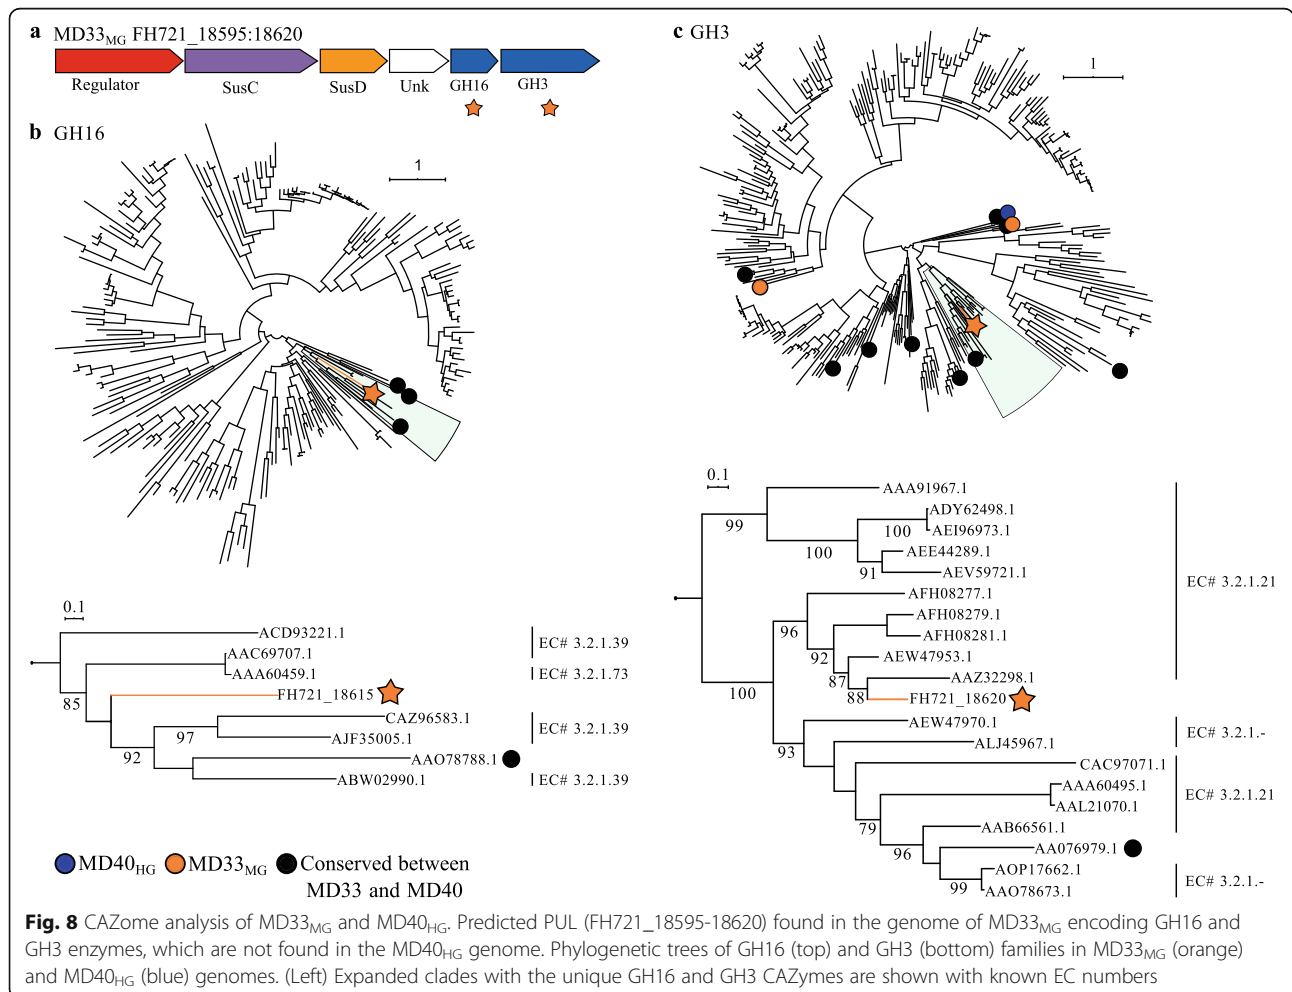 a MD33MG FH721_18595:18620
Regulator SusC SusD Unk GH16 GH3
b GH16
1
c GH3
1
0.1
ACD93221.1
AAC69707.1
AAA60459.1
FH721_18615
CAZ96583.1
AJF35005.1
AAO78788.1
ABW02990.1
85
97
92
EC# 3.2.1.39
EC# 3.2.1.73
EC# 3.2.1.39
EC# 3.2.1.39
0.1
AAA91967.1
ADY62498.1
AEI96973.1
AEE44289.1
AEV59721.1
AFH08277.1
AFH08279.1
AFH08281.1
AEW47953.1
AAZ32298.1
FH721_18620
AEW47970.1
ALJ45967.1
CAC97071.1
AAA60495.1
AAL21070.1
AAB66561.1
AA076979.1
AOP17662.1
AAO78673.1
99
100
100
91
96
92
87
88
100
93
79
96
99
EC# 3.2.1.21
EC# 3.2.1.-
EC# 3.2.1.21
EC# 3.2.1.-
MD40HG MD33MG Conserved between
MD33 and MD40
Fig. 8 CAZome analysis of MD33MG and MD40HG. Predicted PUL (FH721_18595-18620) found in the genome of MD33MG encoding GH16 and
GH3 enzymes, which are not found in the MD40HG genome. Phylogenetic trees of GH16 (top) and GH3 (bottom) families in MD33MG (orange)
and MD40HG (blue) genomes. (Left) Expanded clades with the unique GH16 and GH3 CAZymes are shown with known EC numbers